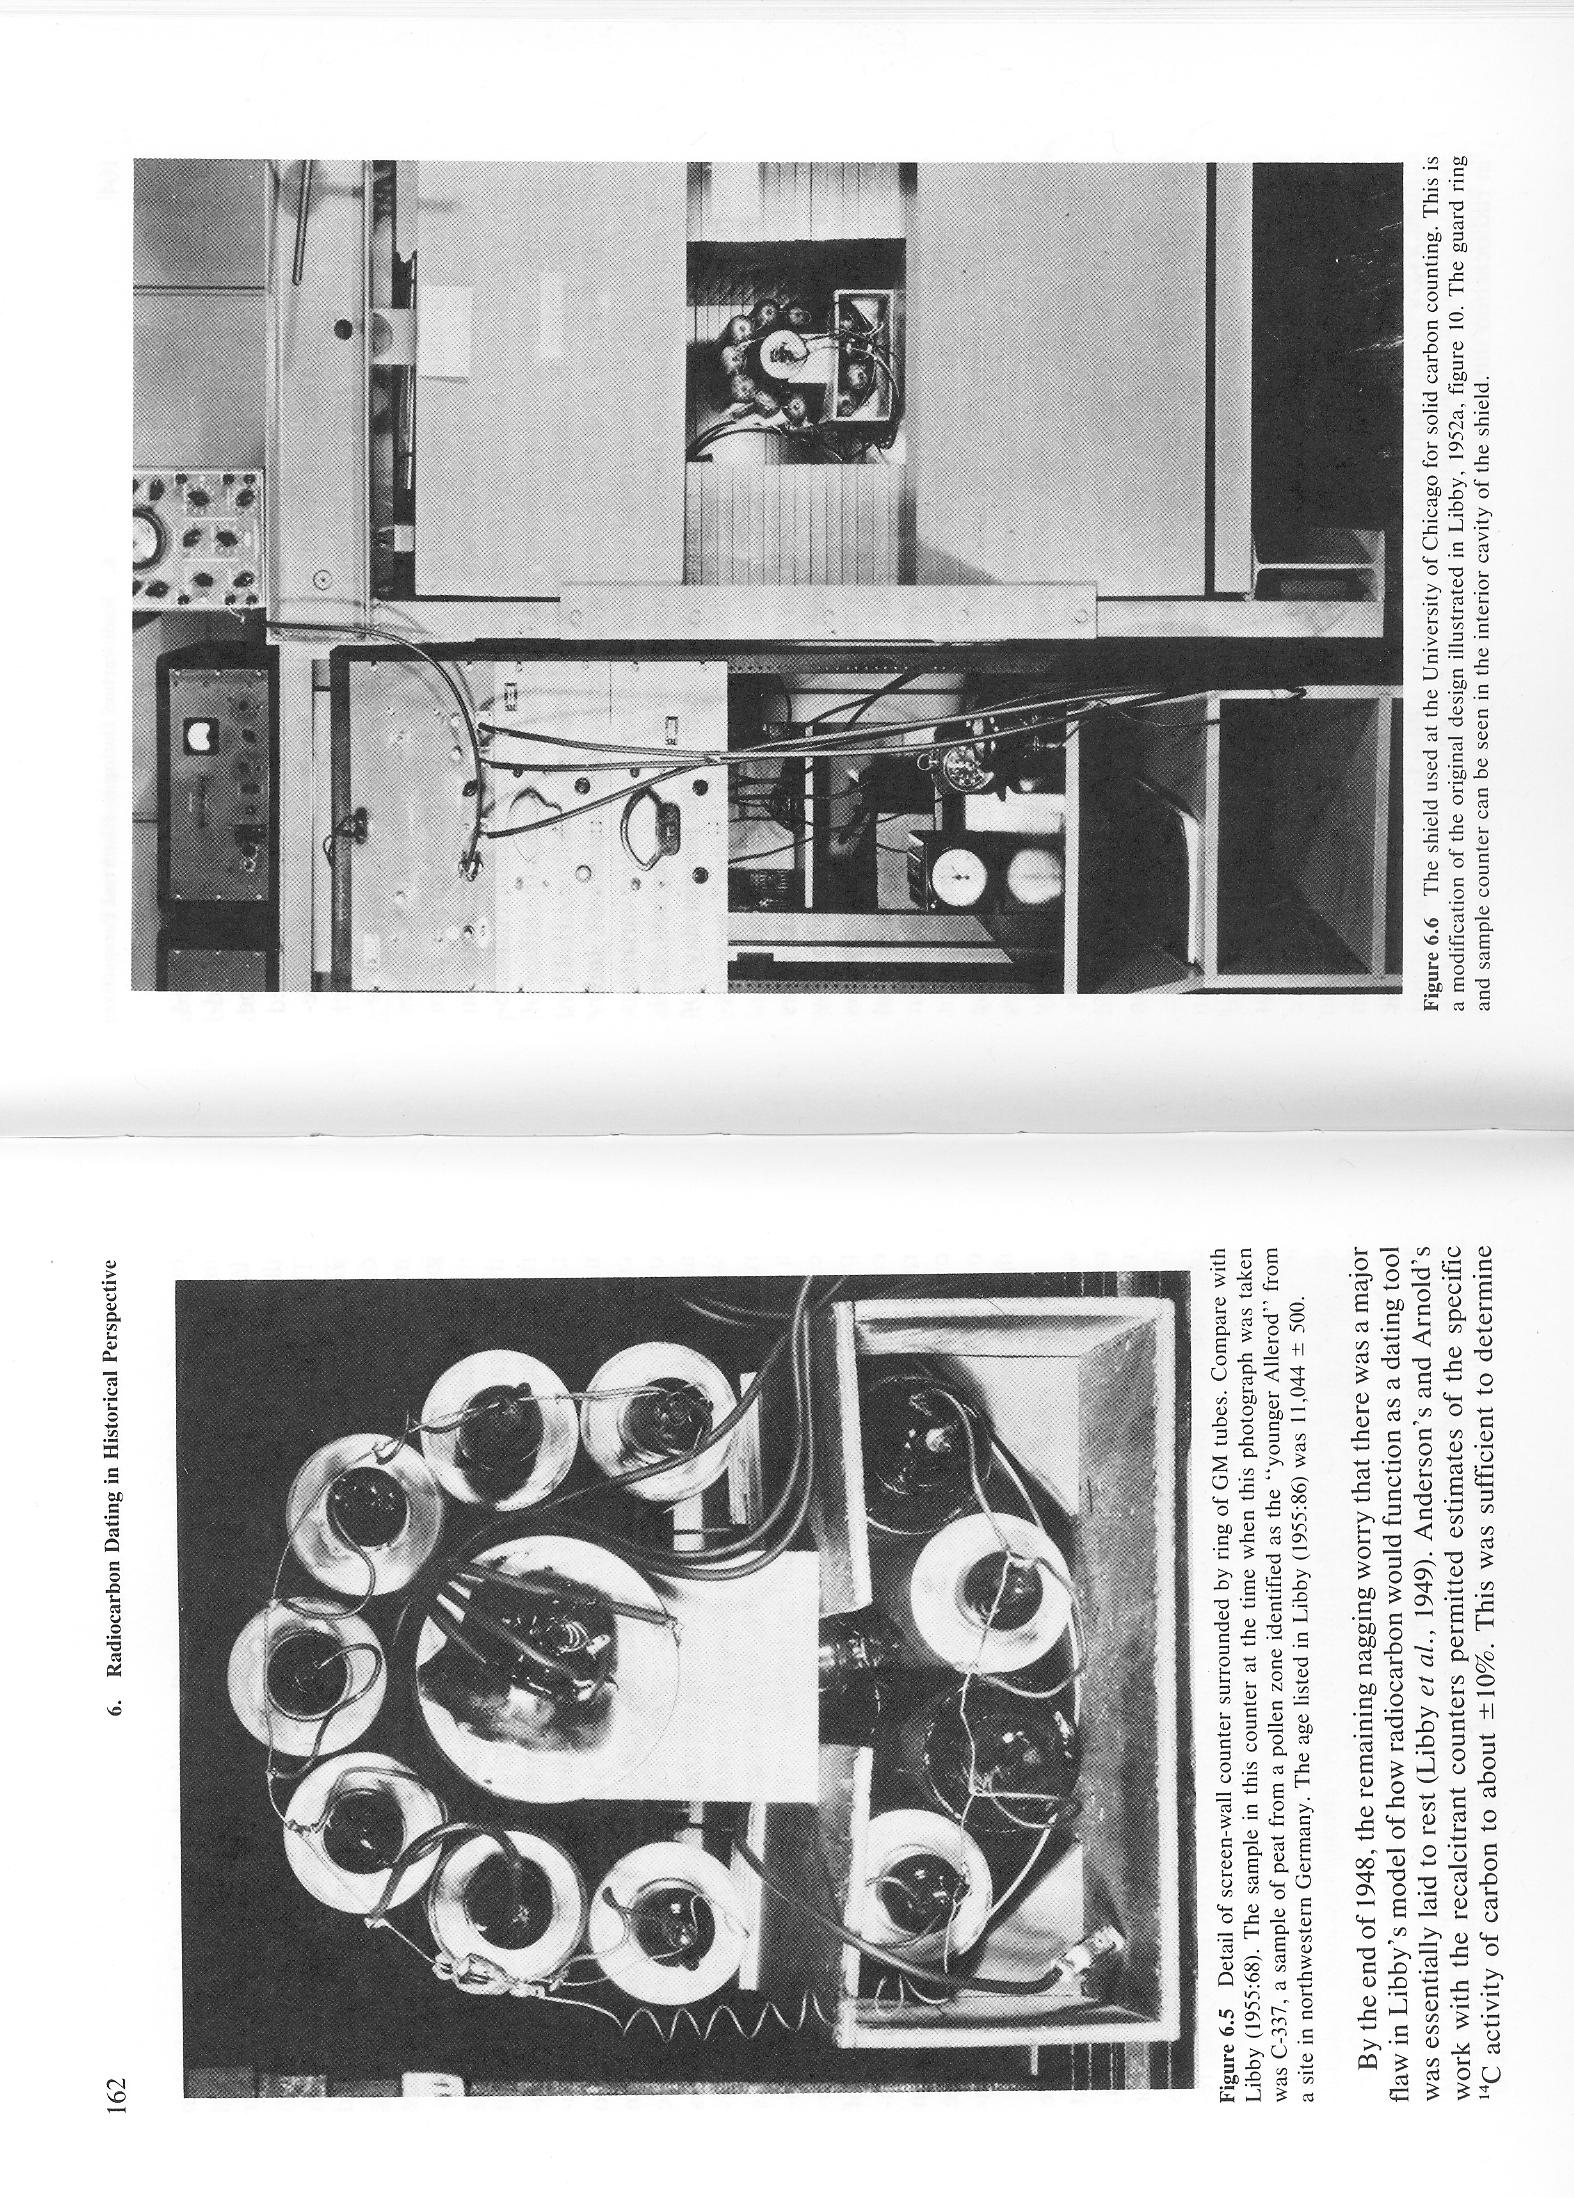 162 6. Radiocarbon Dating in Historical Perspective
Figure 6.5 Detail of screen-wall counter surrounded by ring of GM tubes. Compare with
Libby (1955:68). The sample in this counter at the time when this photograph was taken
was C-337, a sample of peat from a pollen zone identified as the “younger Allerod” from
a site in northwestern Germany. The age listed in Libby (1955:86) was 11,044 ± 500.
By the end of 1948, the remaining nagging worry that there was a major
flaw in Libby’s model of how radiocarbon would function as a dating tool
was essentially laid to rest (Libby et al., 1949). Anderson’s and Arnold’s
work with the recalcitrant counters permitted estimates of the specific
¹⁴C activity of carbon to about ±10%. This was sufficient to determine
Figure 6.6 The shield used at the University of Chicago for solid carbon counting. This is
a modification of the original design illustrated in Libby, 1952a, figure 10. The guard ring
and sample counter can be seen in the interior cavity of the shield.